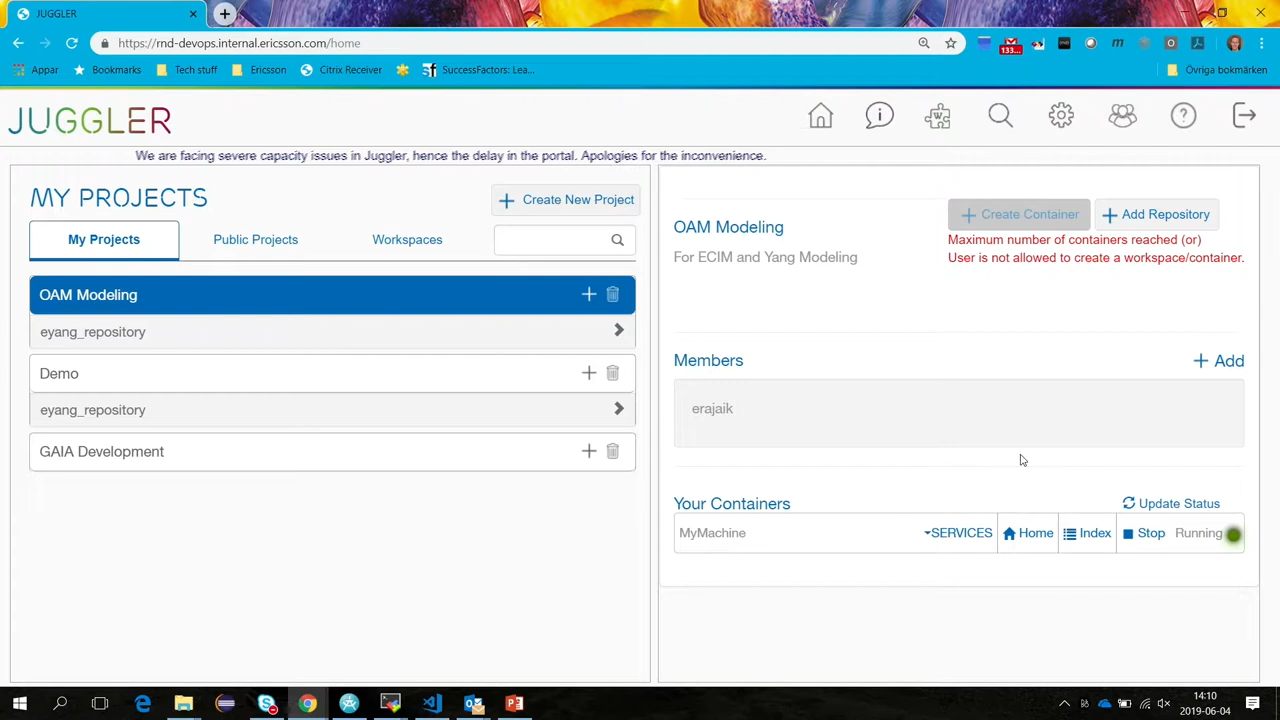 JUGGLER
https://rnd-devops.internal.ericsson.com/home
133...
Appar
Bookmarks
Tech stuff
Ericsson
Citrix Receiver
SuccessFactors: Lea...
Övriga bokmärken
JUGGLER
We are facing severe capacity issues in Juggler, hence the delay in the portal. Apologies for the inconvenience.
MY PROJECTS
Create New Project
My Projects
Public Projects
Workspaces
OAM Modeling
eyang_repository
Demo
eyang_repository
GAIA Development
OAM Modeling
For ECIM and Yang Modeling
Create Container
Add Repository
Maximum number of containers reached (or)
User is not allowed to create a workspace/container.
Members
Add
erajaik
Your Containers
Update Status
MyMachine
SERVICES
Home
Index
Stop
Running
14:10
2019-06-04